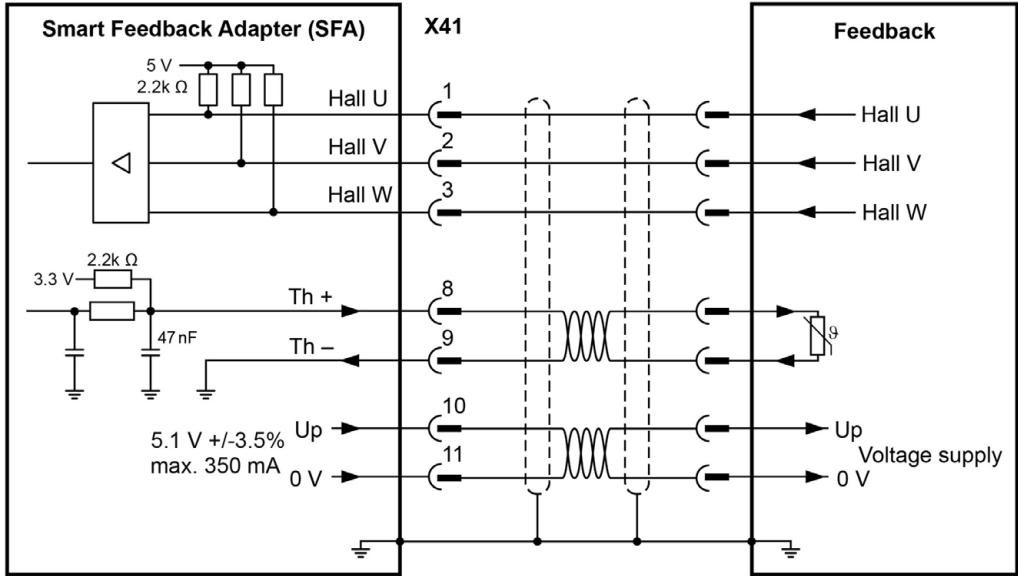 Smart Feedback Adapter (SFA)
X41
Feedback
5 V
2.2k Ω
Hall U
1
Hall U
Hall V
2
Hall V
Hall W
3
Hall W
2.2k Ω
3.3 V
Th +
8
47nF
Th –
9
ϑ
5.1 V +/-3.5%
max. 350 mA
Up
10
Up
Voltage supply
0 V
11
0 V